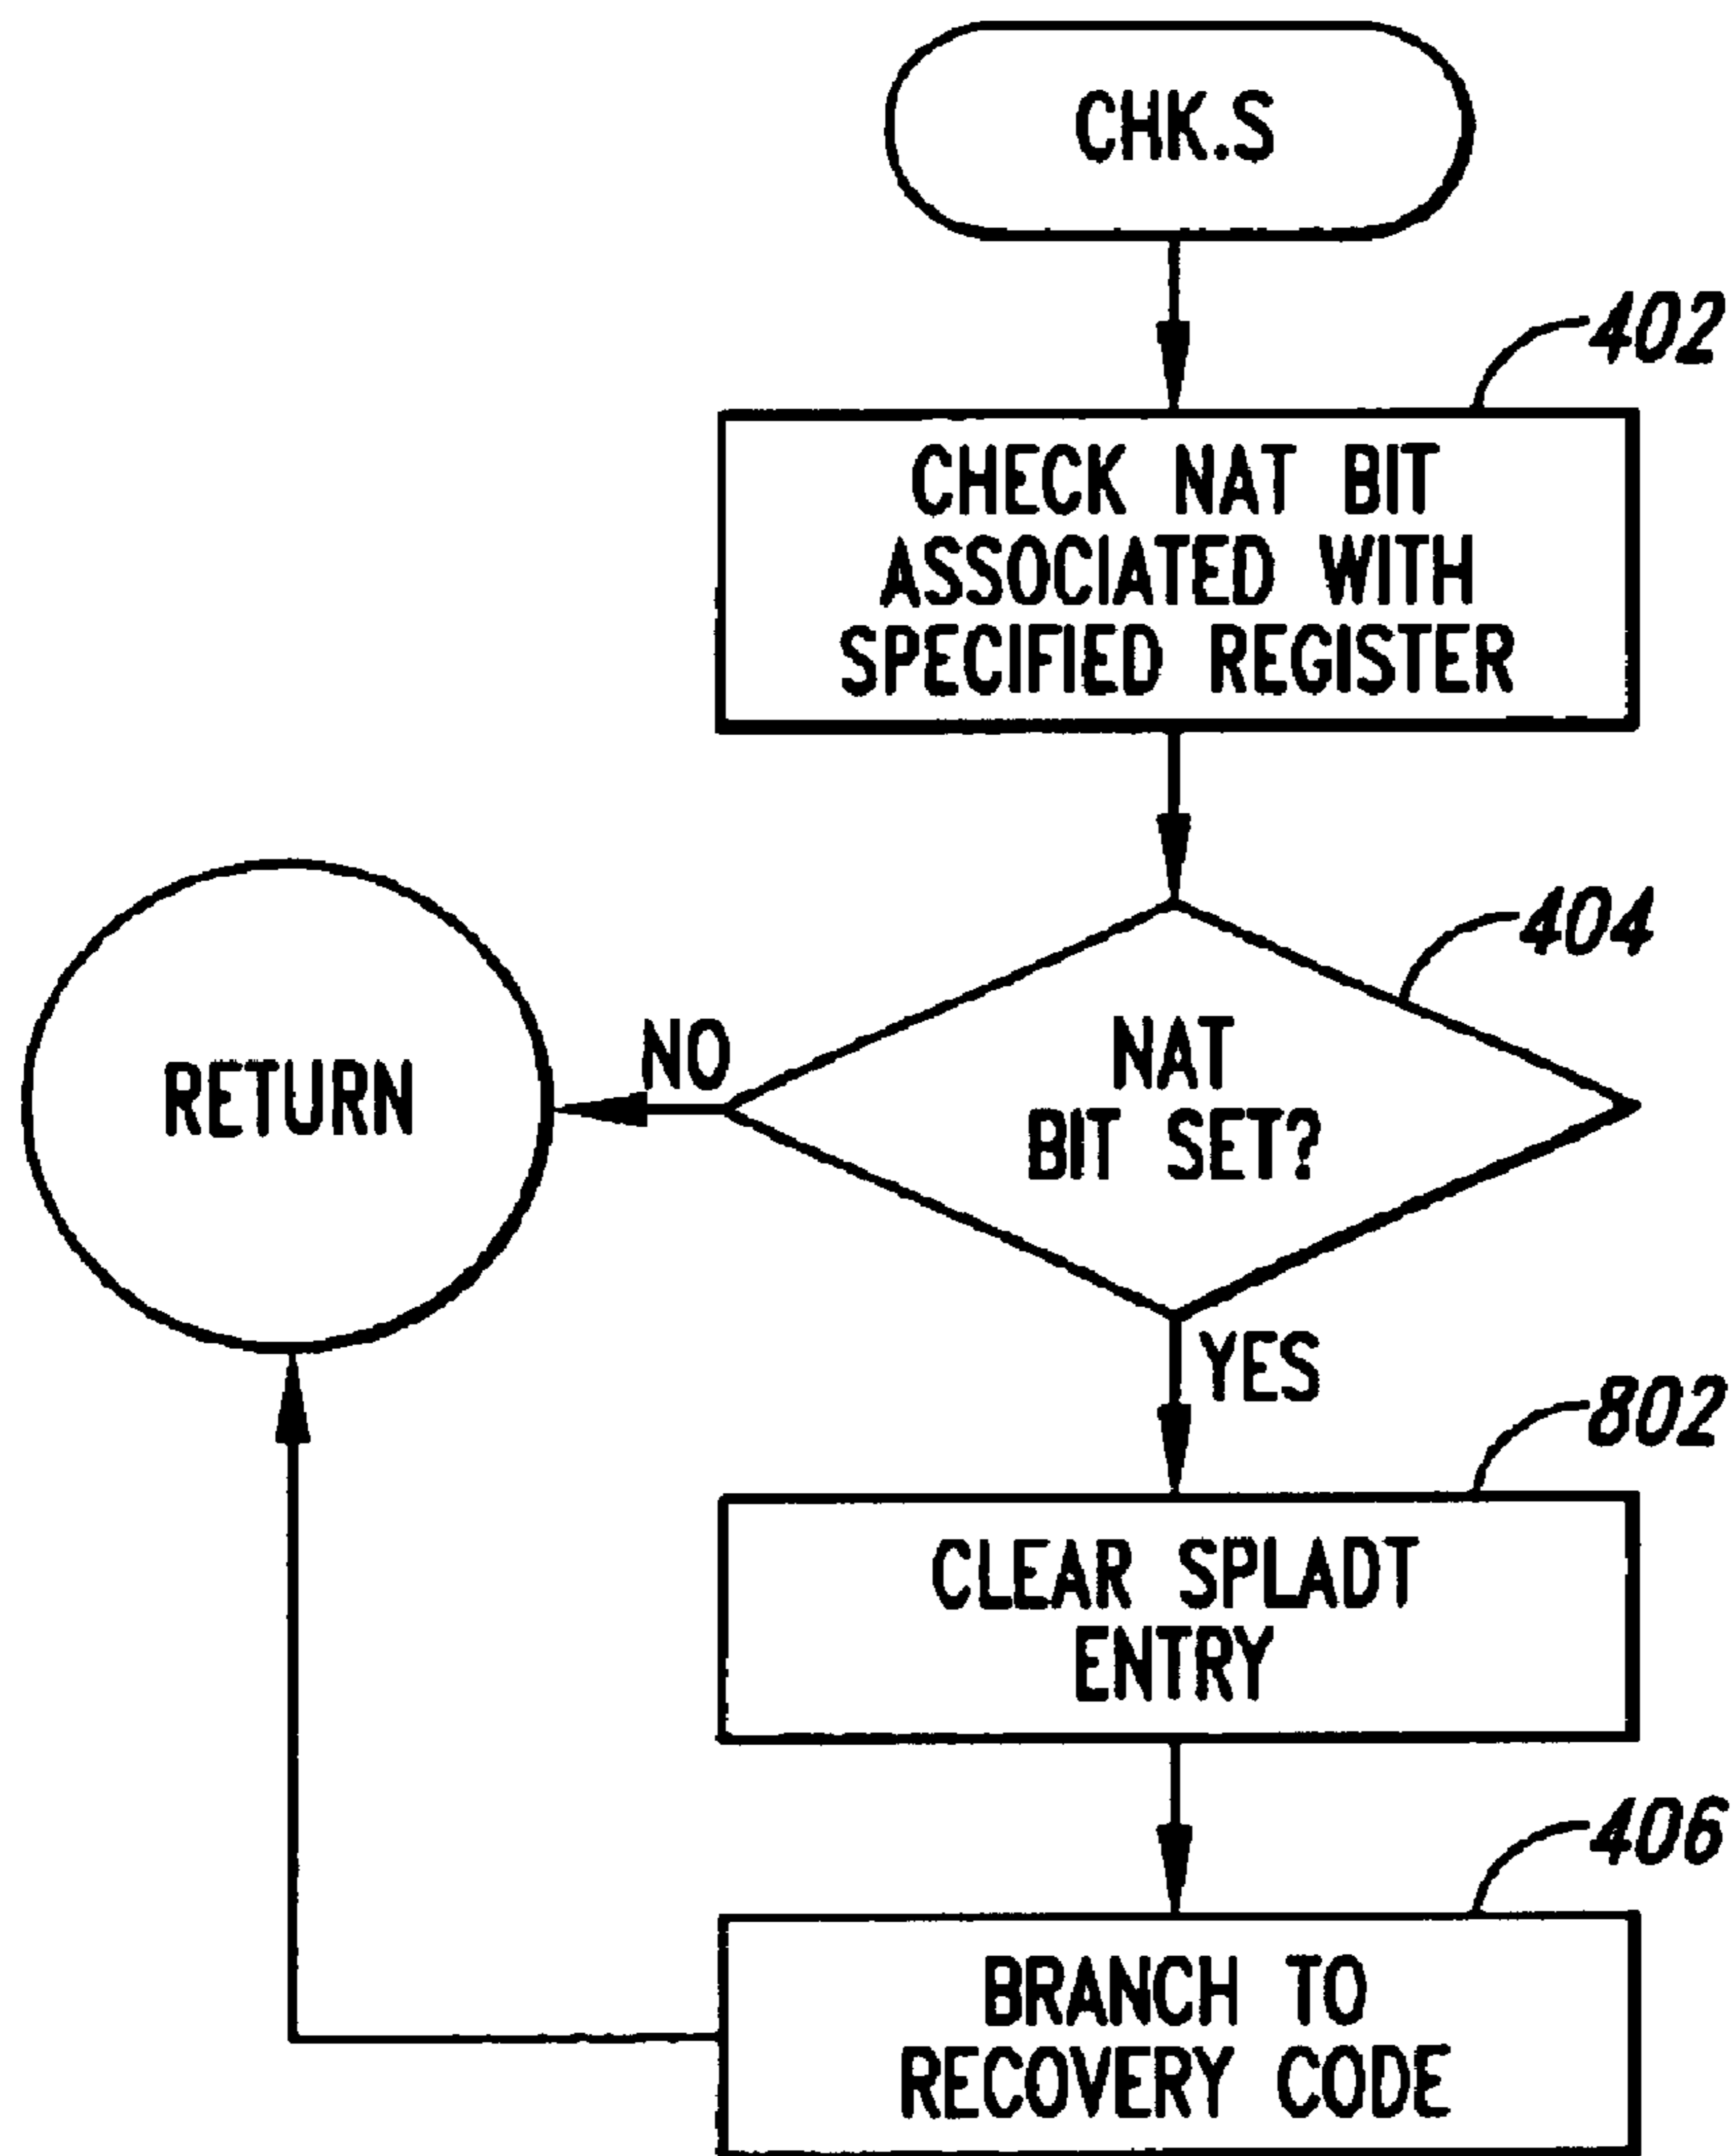 CHK.S
402
CHECK NAT BIT
ASSOCIATED WITH
SPECIFIED REGISTER
404
NAT
BIT SET?
NO
RETURN
YES
802
CLEAR SPLADT
ENTRY
406
BRANCH TO
RECOVERY CODE